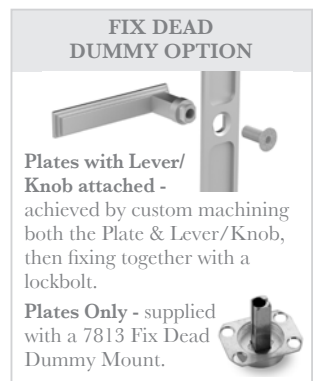 FIX DEAD
DUMMY OPTION
Plates with Lever/
Knob attached -
achieved by custom machining
both the Plate & Lever/Knob,
then fixing together with a
lockbolt.
Plates Only - supplied
with a 7813 Fix Dead
Dummy Mount.